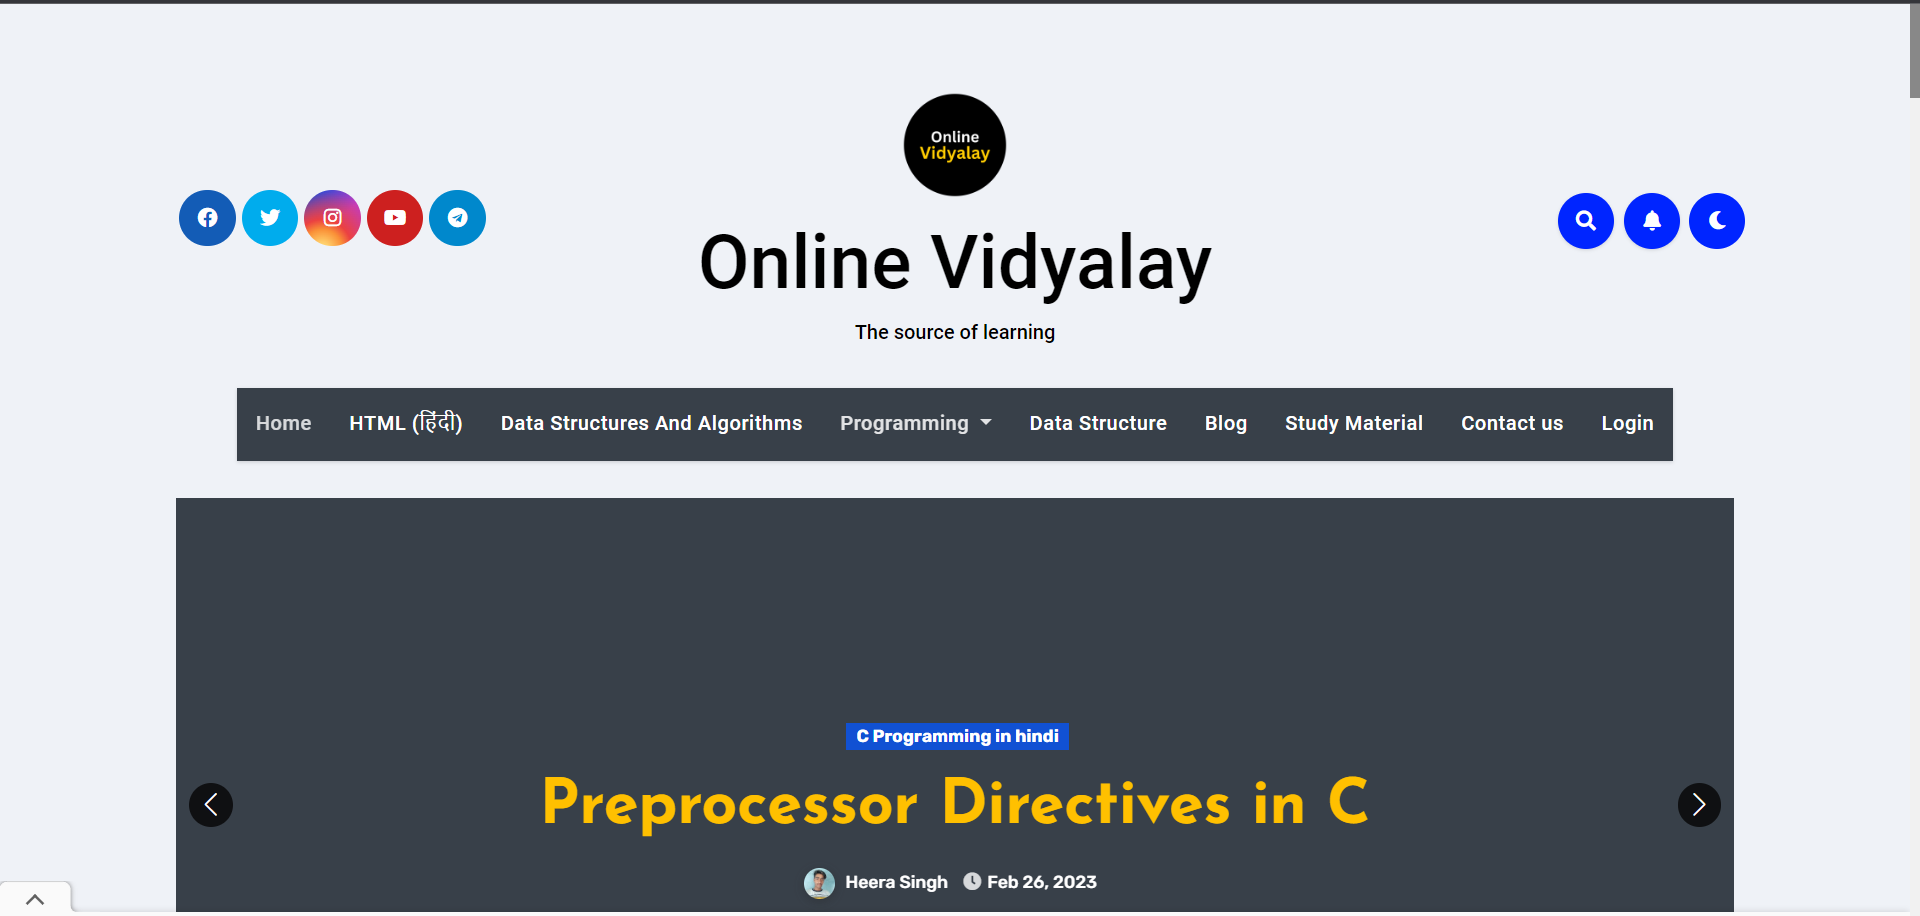 Online
Vidyalay
Online Vidyalay
The source of learning
Home HTML (हिंदी) Data Structures And Algorithms Programming Data Structure Blog Study Material Contact us Login
C Programming in hindi
Preprocessor Directives in C
Heera Singh Feb 26, 2023